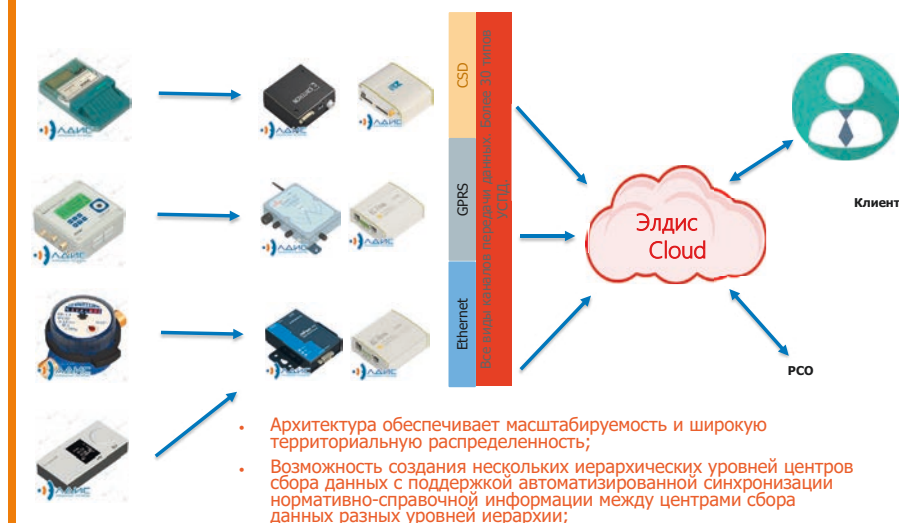 CSD
GPRS
Ethernet
Все виды каналов передачи данных. Более 30 типов
УСПД.
Элдис
Cloud
Клиент
РСО
• Архитектура обеспечивает масштабируемость и широкую
территориальную распределенность;
• Возможность создания нескольких иерархических уровней центров
сбора данных с поддержкой автоматизированной синхронизации
нормативно-справочной информации между центрами сбора
данных разных уровней иерархии;